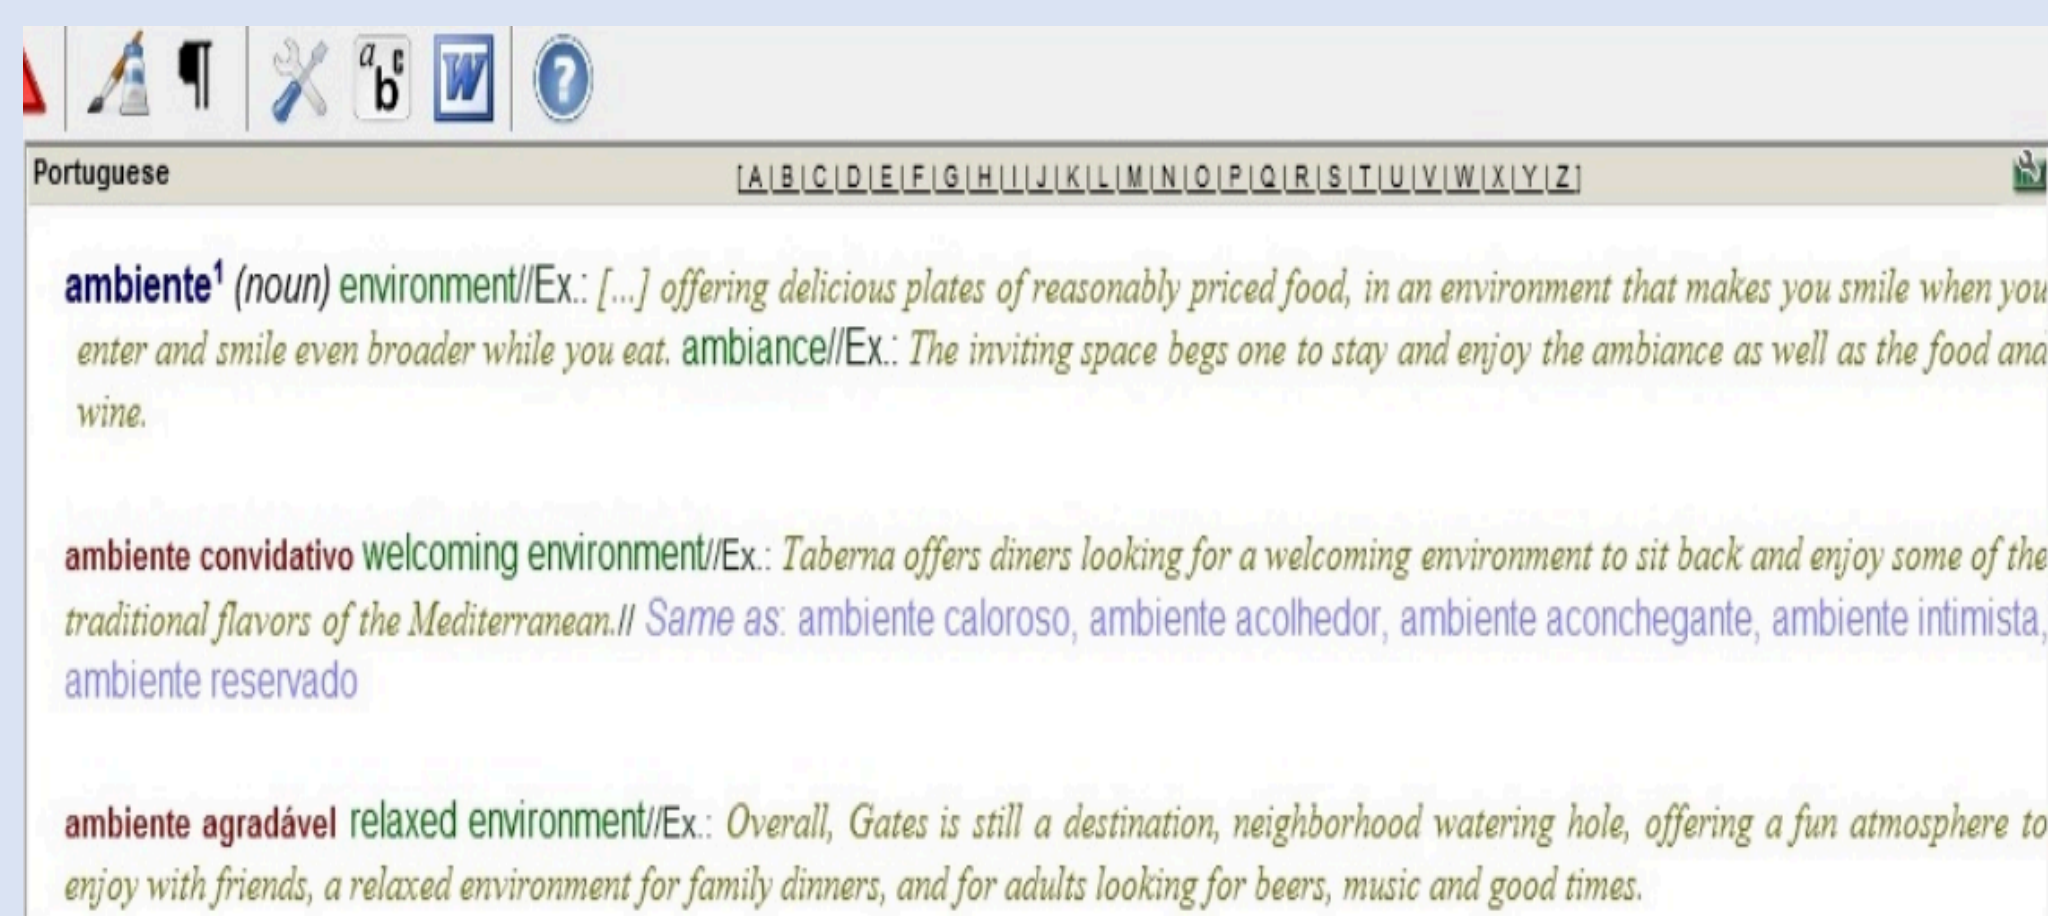 ¶ a b c W ?
Portuguese [ A | B | C | D | E | F | G | H | I | J | K | L | M | N | O | P | Q | R | S | T | U | V | W | X | Y | Z ]
ambiente¹ (noun) environment//Ex.: [...] offering delicious plates of reasonably priced food, in an environment that makes you smile when you
enter and smile even broader while you eat. ambiance//Ex.: The inviting space begs one to stay and enjoy the ambiance as well as the food and
wine.
ambiente convidativo welcoming environment//Ex.: Taberna offers diners looking for a welcoming environment to sit back and enjoy some of the
traditional flavors of the Mediterranean.// Same as: ambiente caloroso, ambiente acolhedor, ambiente aconchegante, ambiente intimista,
ambiente reservado
ambiente agradável relaxed environment//Ex.: Overall, Gates is still a destination, neighborhood watering hole, offering a fun atmosphere to
enjoy with friends, a relaxed environment for family dinners, and for adults looking for beers, music and good times.